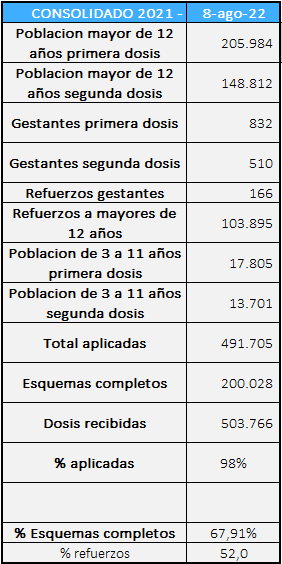 CONSOLIDADO 2021 - 8-ago-22
Poblacion mayor de 12
años primera dosis 205.984
Poblacion mayor de 12
años segunda dosis 148.812
Gestantes primera dosis 832
Gestantes segunda dosis 510
Refuerzos gestantes 166
Refuerzos a mayores de
12 años 103.895
Poblacion de 3 a 11 años
primera dosis 17.805
Poblacion de 3 a 11 años
segunda dosis 13.701
Total aplicadas 491.705
Esquemas completos 200.028
Dosis recibidas 503.766
% aplicadas 98%
% Esquemas completos 67,91%
% refuerzos 52,0